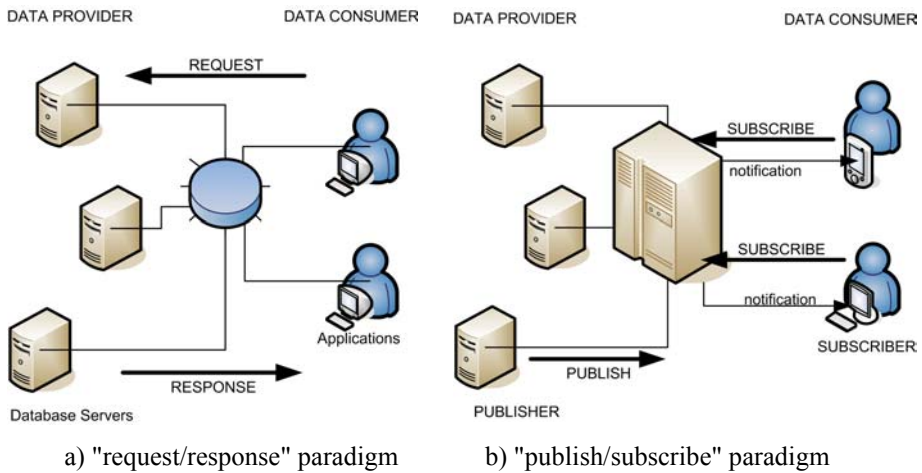 DATA PROVIDER
DATA CONSUMER
REQUEST
Applications
RESPONSE
Database Servers
a) "request/response" paradigm
DATA PROVIDER
DATA CONSUMER
SUBSCRIBE
notification
SUBSCRIBE
notification
SUBSCRIBER
PUBLISH
PUBLISHER
b) "publish/subscribe" paradigm